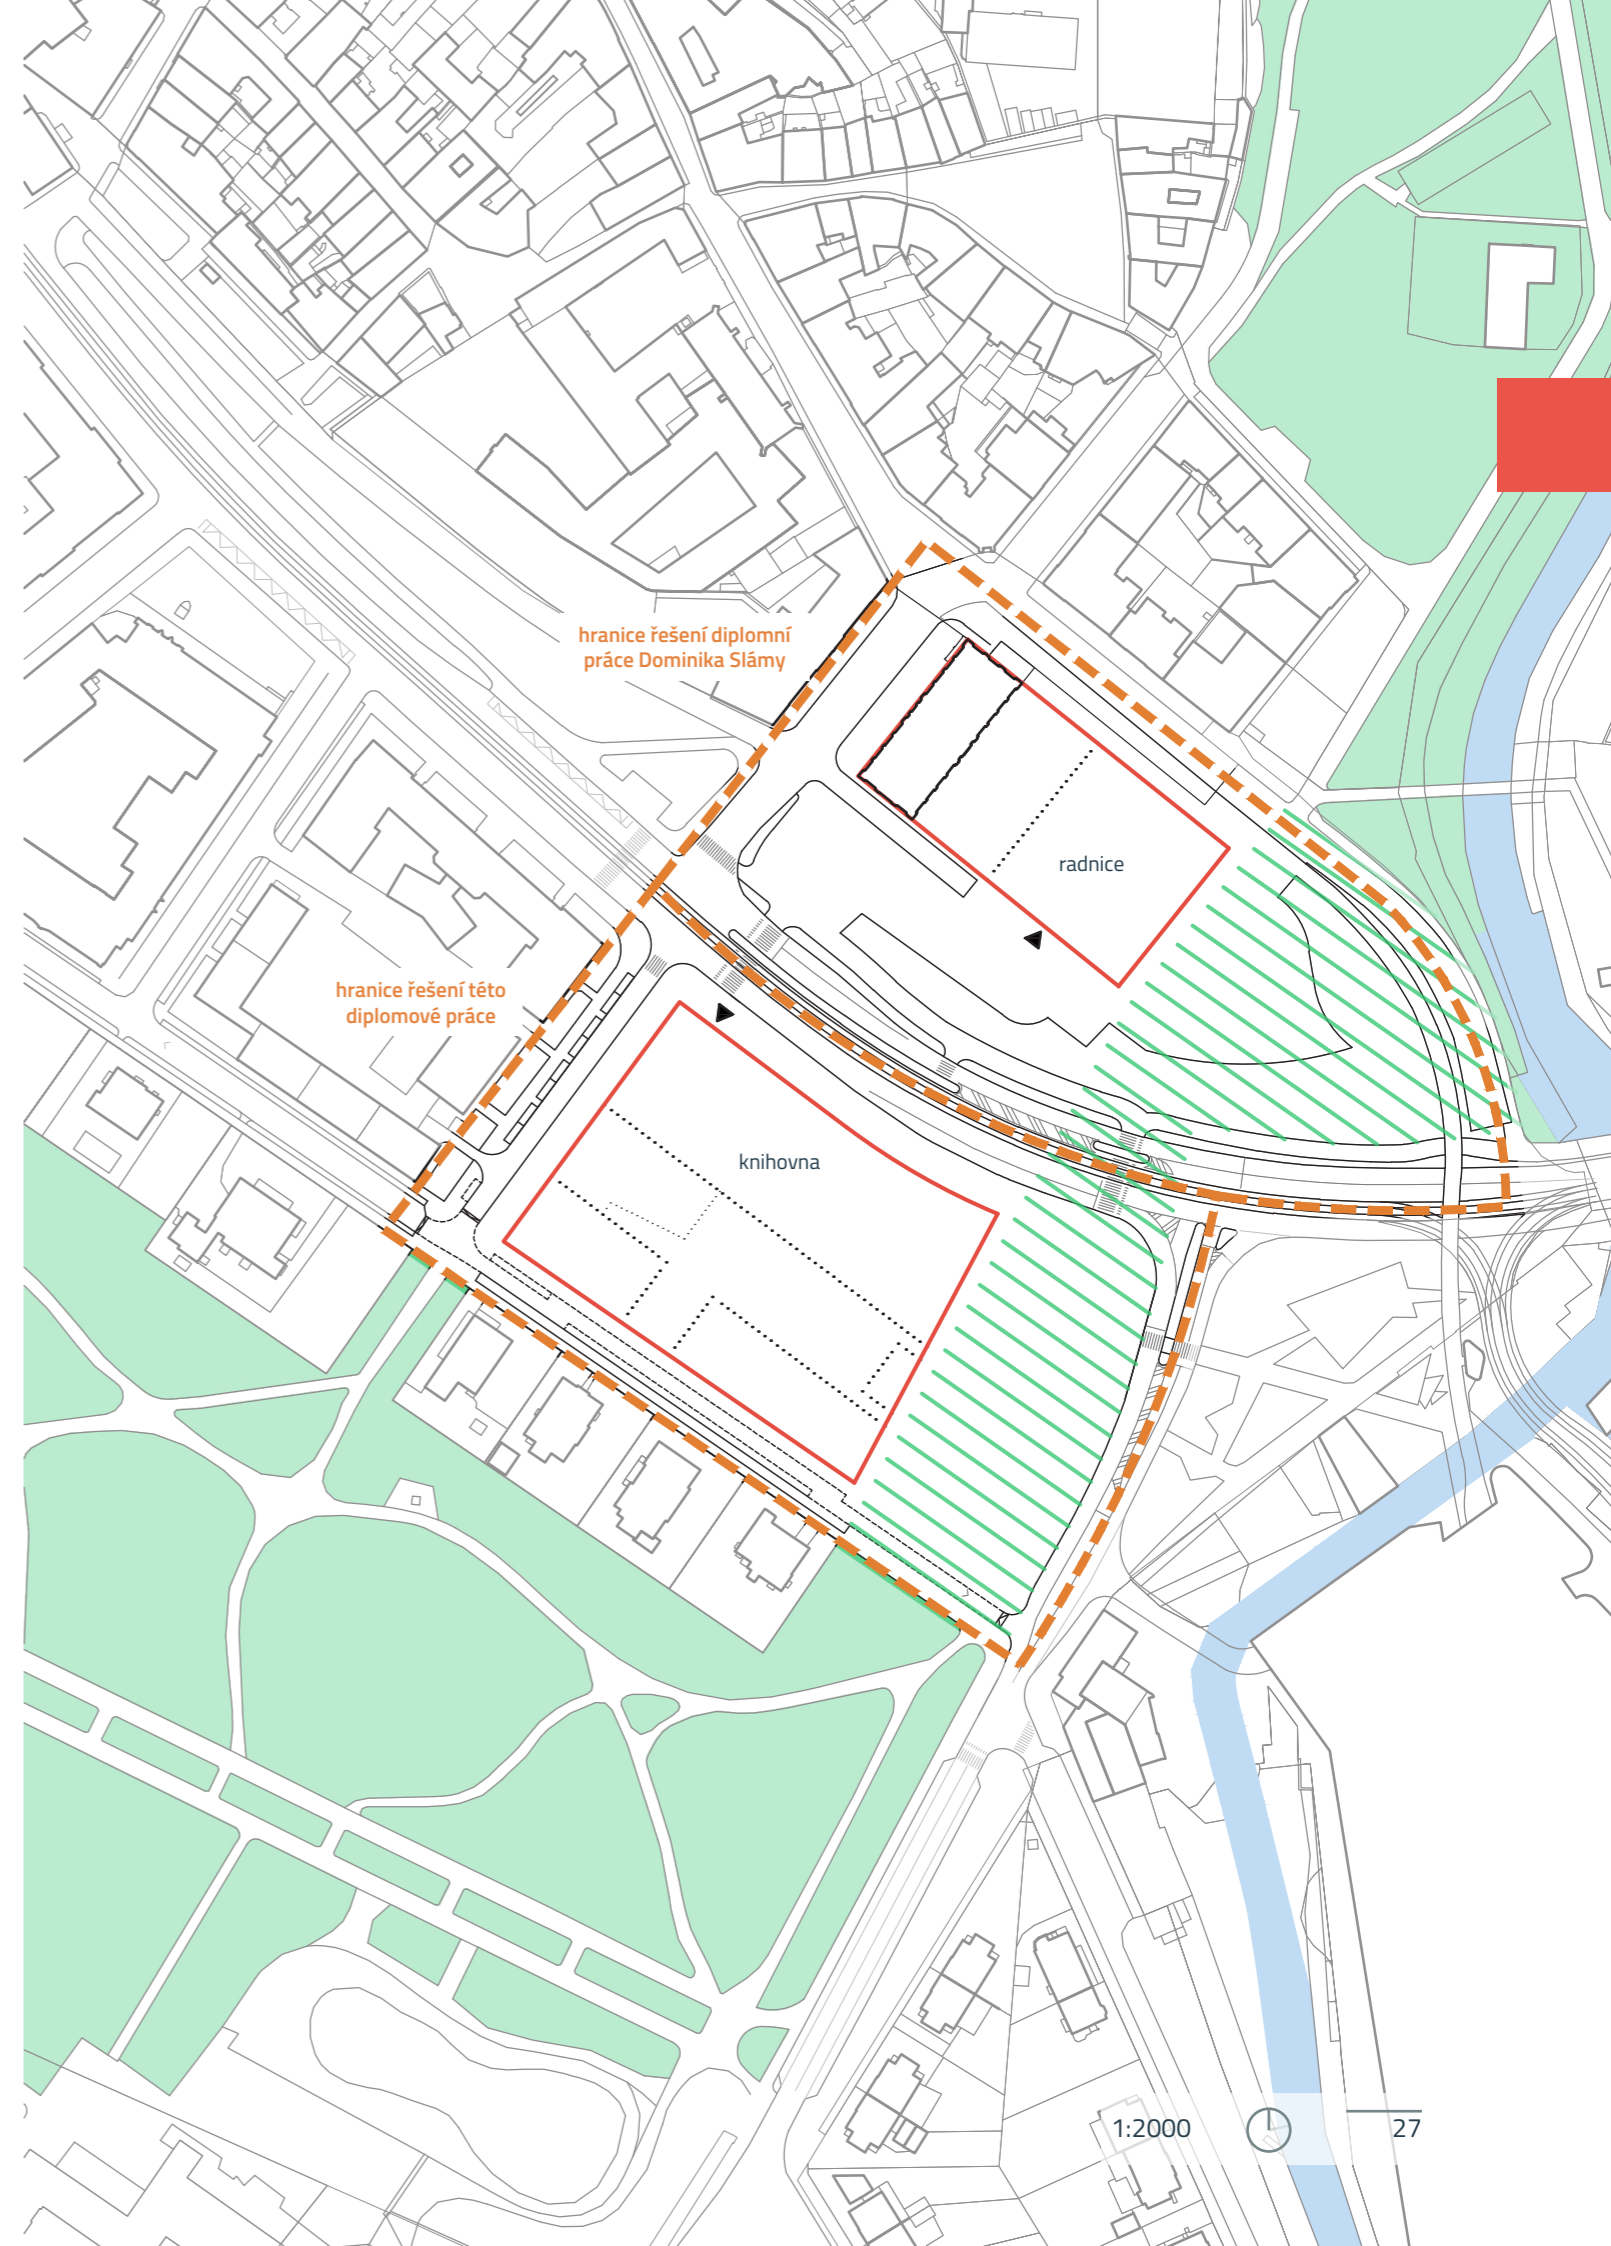 hranice řešení diplomní
práce Dominika Slámy
radnice
hranice řešení této
diplomové práce
knihovna
1:2000
27